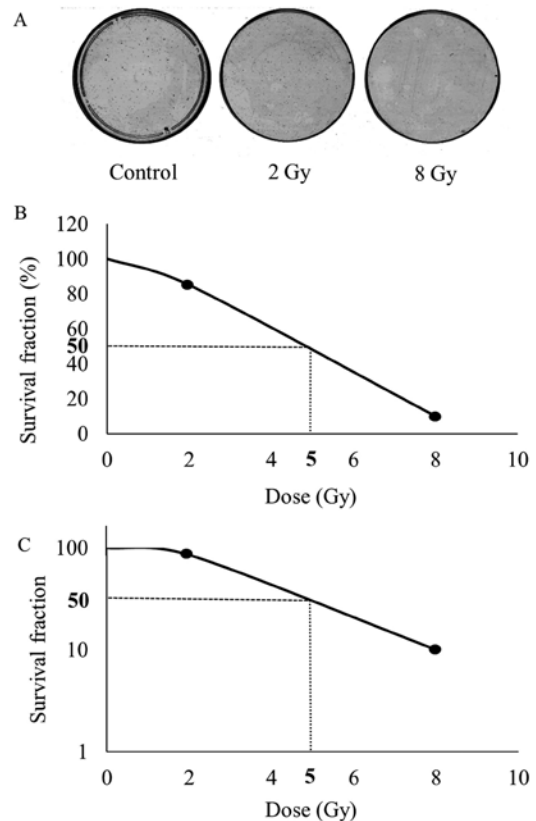 A
Control 2 Gy 8 Gy
B
Survival fraction (%)
120
100
80
60
50
40
20
0
0 2 4 5 6 8 10
Dose (Gy)
C
Survival fraction
100
50
10
1
0 2 4 5 6 8 10
Dose (Gy)